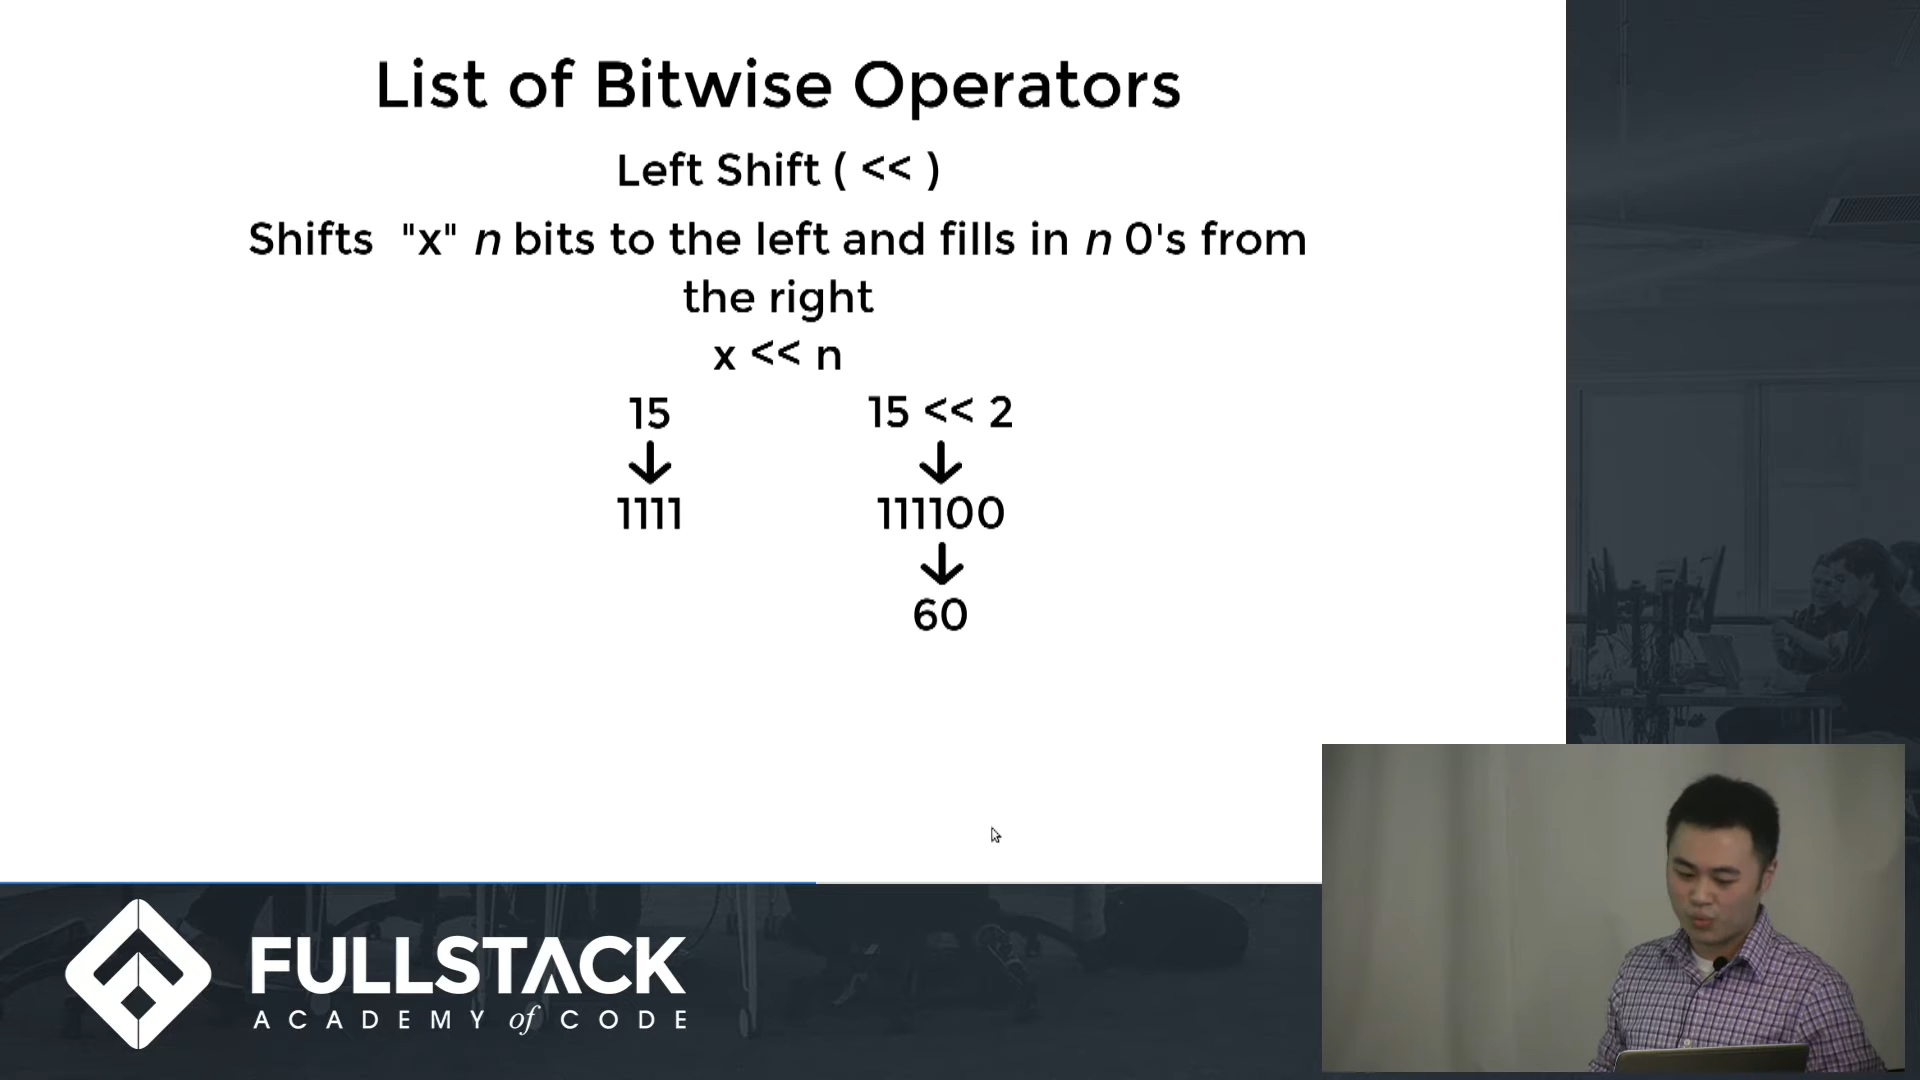 List of Bitwise Operators
Left Shift ( << )
Shifts "x" n bits to the left and fills in n 0's from
the right
x << n
15 15 << 2
↓ ↓
1111 111100
↓
60
FULLSTACK
ACADEMY of CODE